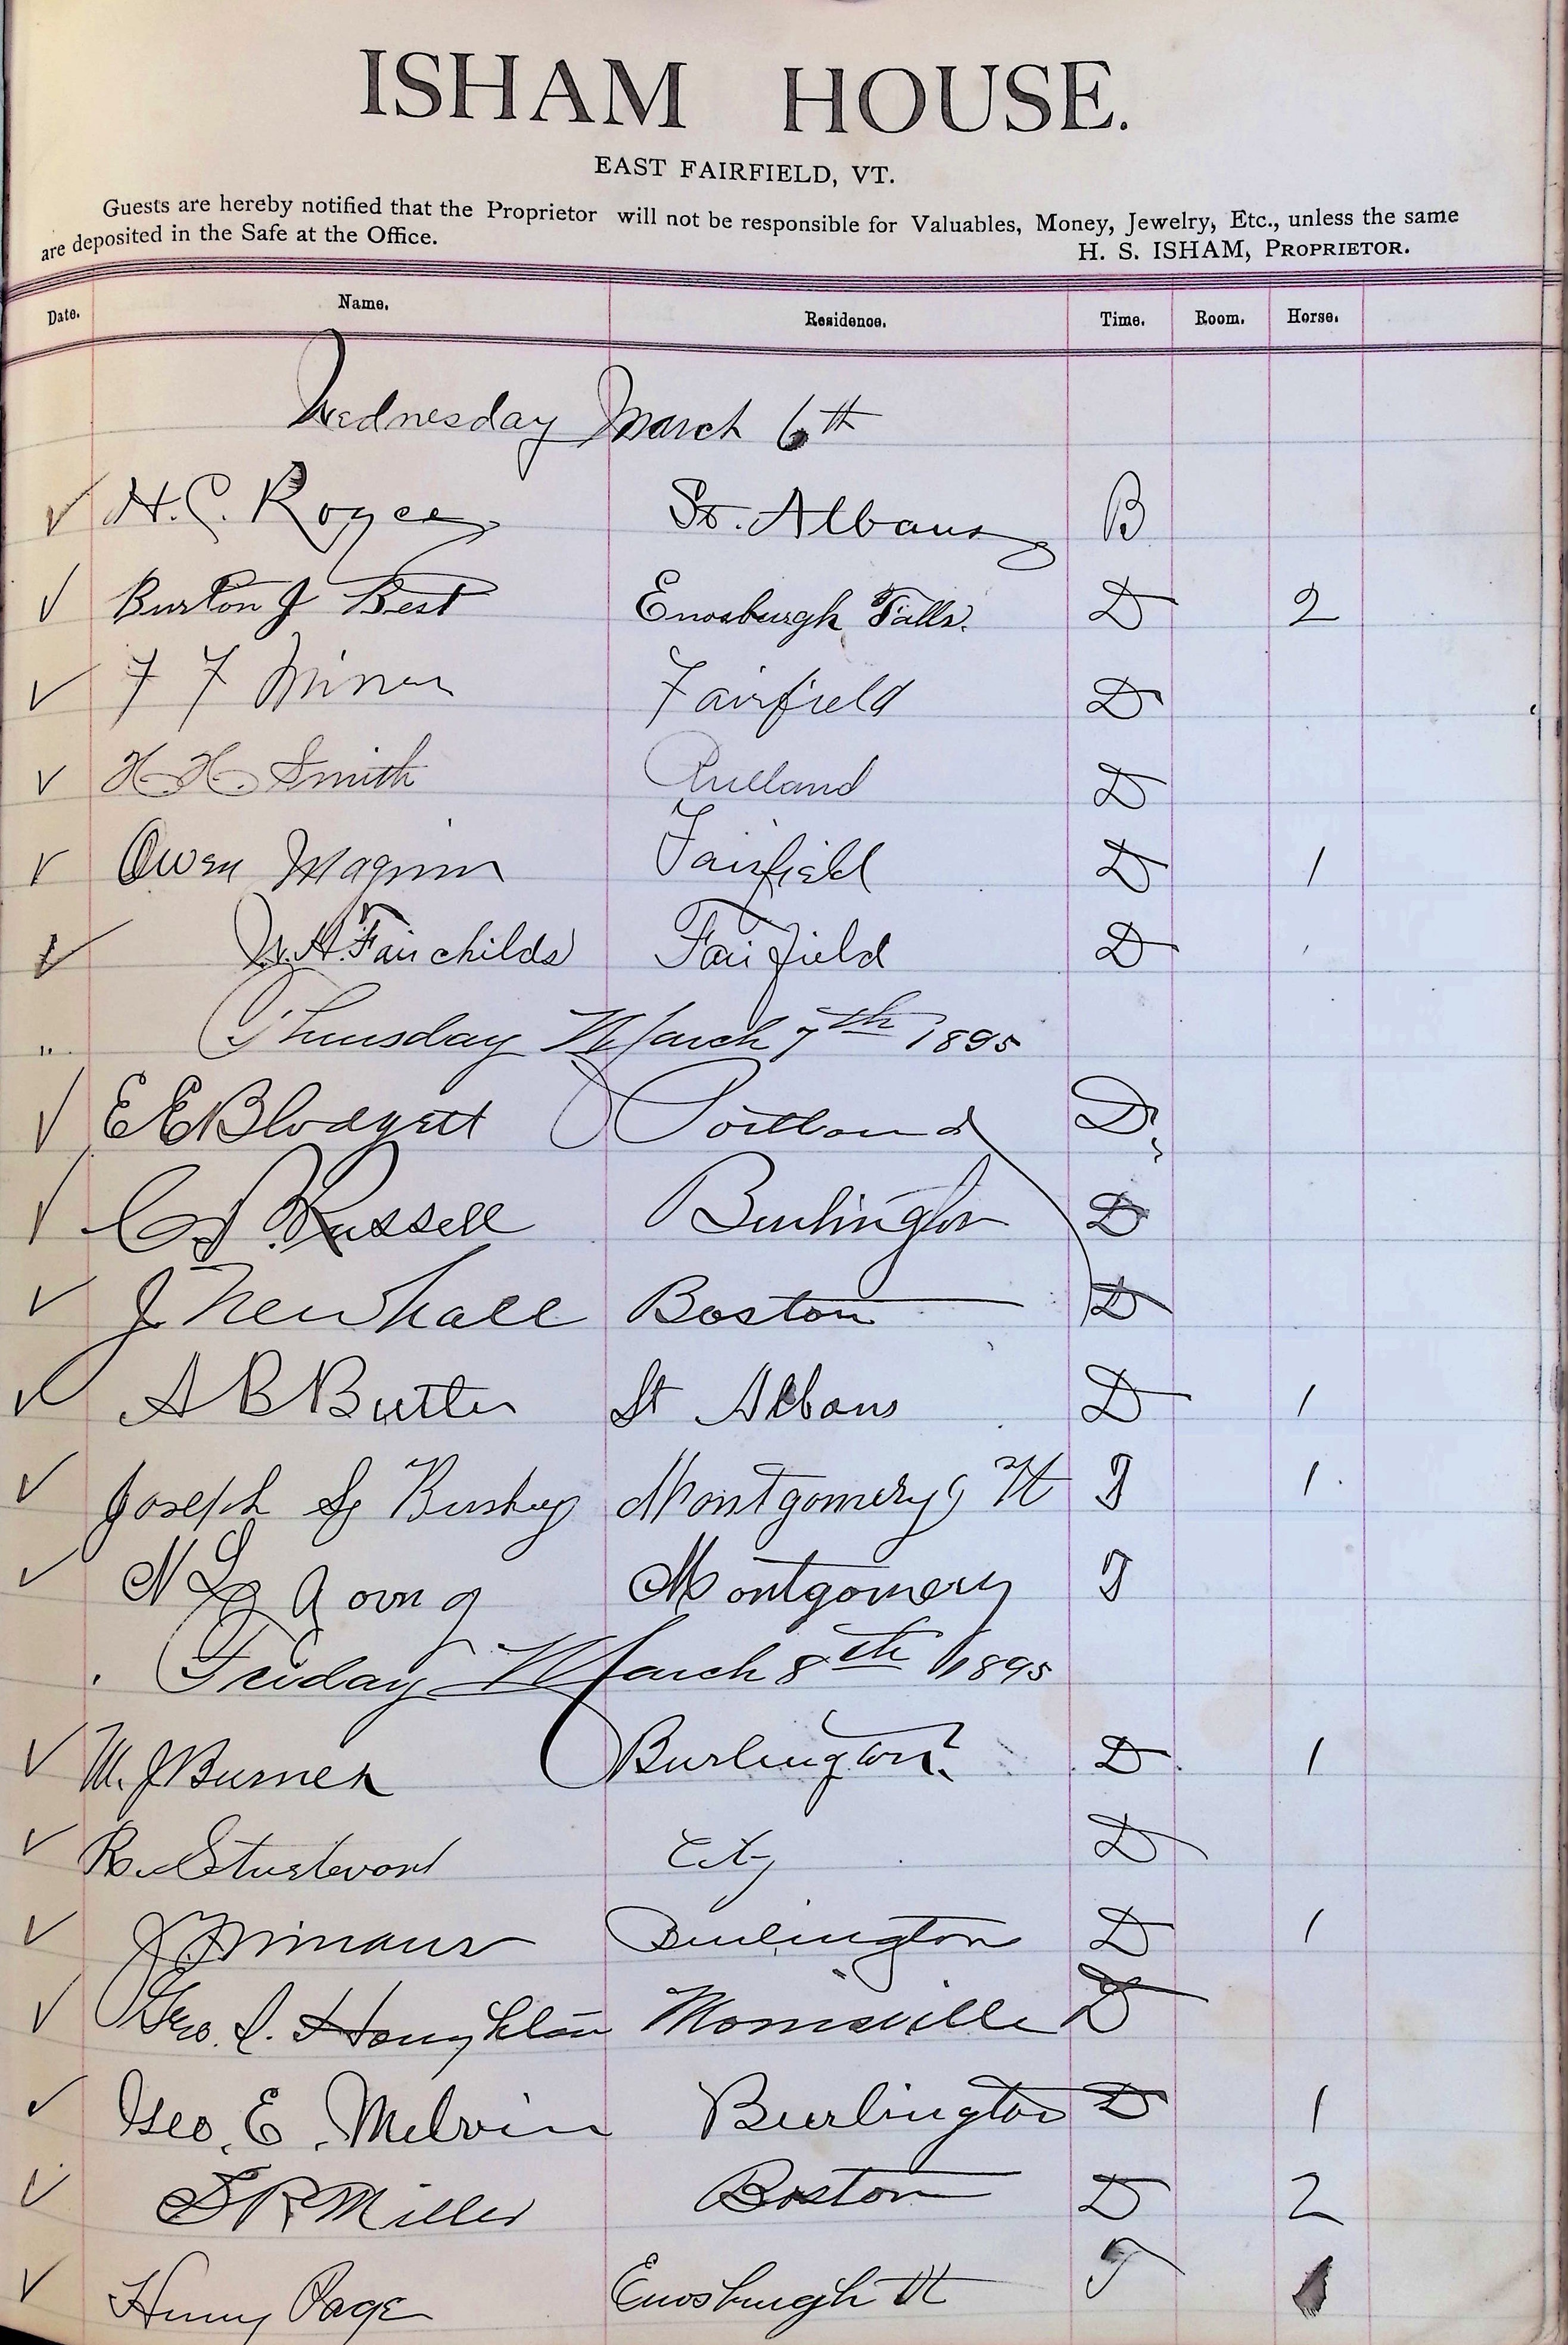 ISHAM HOUSE.
EAST FAIRFIELD, VT.
Guests are hereby notified that the Proprietor will not be responsible for Valuables, Money, Jewelry, Etc., unless the same
are deposited in the Safe at the Office.
H. S. ISHAM, PROPRIETOR.
Date. Name. Residence. Time. Room. Horse.
Wednesday March 6th
H. C. Royce St. Albans B
Burton J Best Enosburgh Falls. D 2
F F Minor Fairfield D
H H Smith Rutland D
Owen Maginn Fairfield D 1
W. H. Fairchilds Fairfield D
Thursday March 7th 1895
E E Blodgett Portland D
Russell Burlington D
J Newhall Boston D
A B Butler St Albans D 1
Joseph Bushey Montgomery Vt T 1
N Montgomery T
Friday March 8th 1895
M. J Burner Burlington D 1
R. Sturtevant City D
Burlington D 1
Geo. I. Houghton Morrisville D
Geo. E. Melvin Burlington D 1
S R Miller Boston D 2
Henry Page Enosburgh Vt T